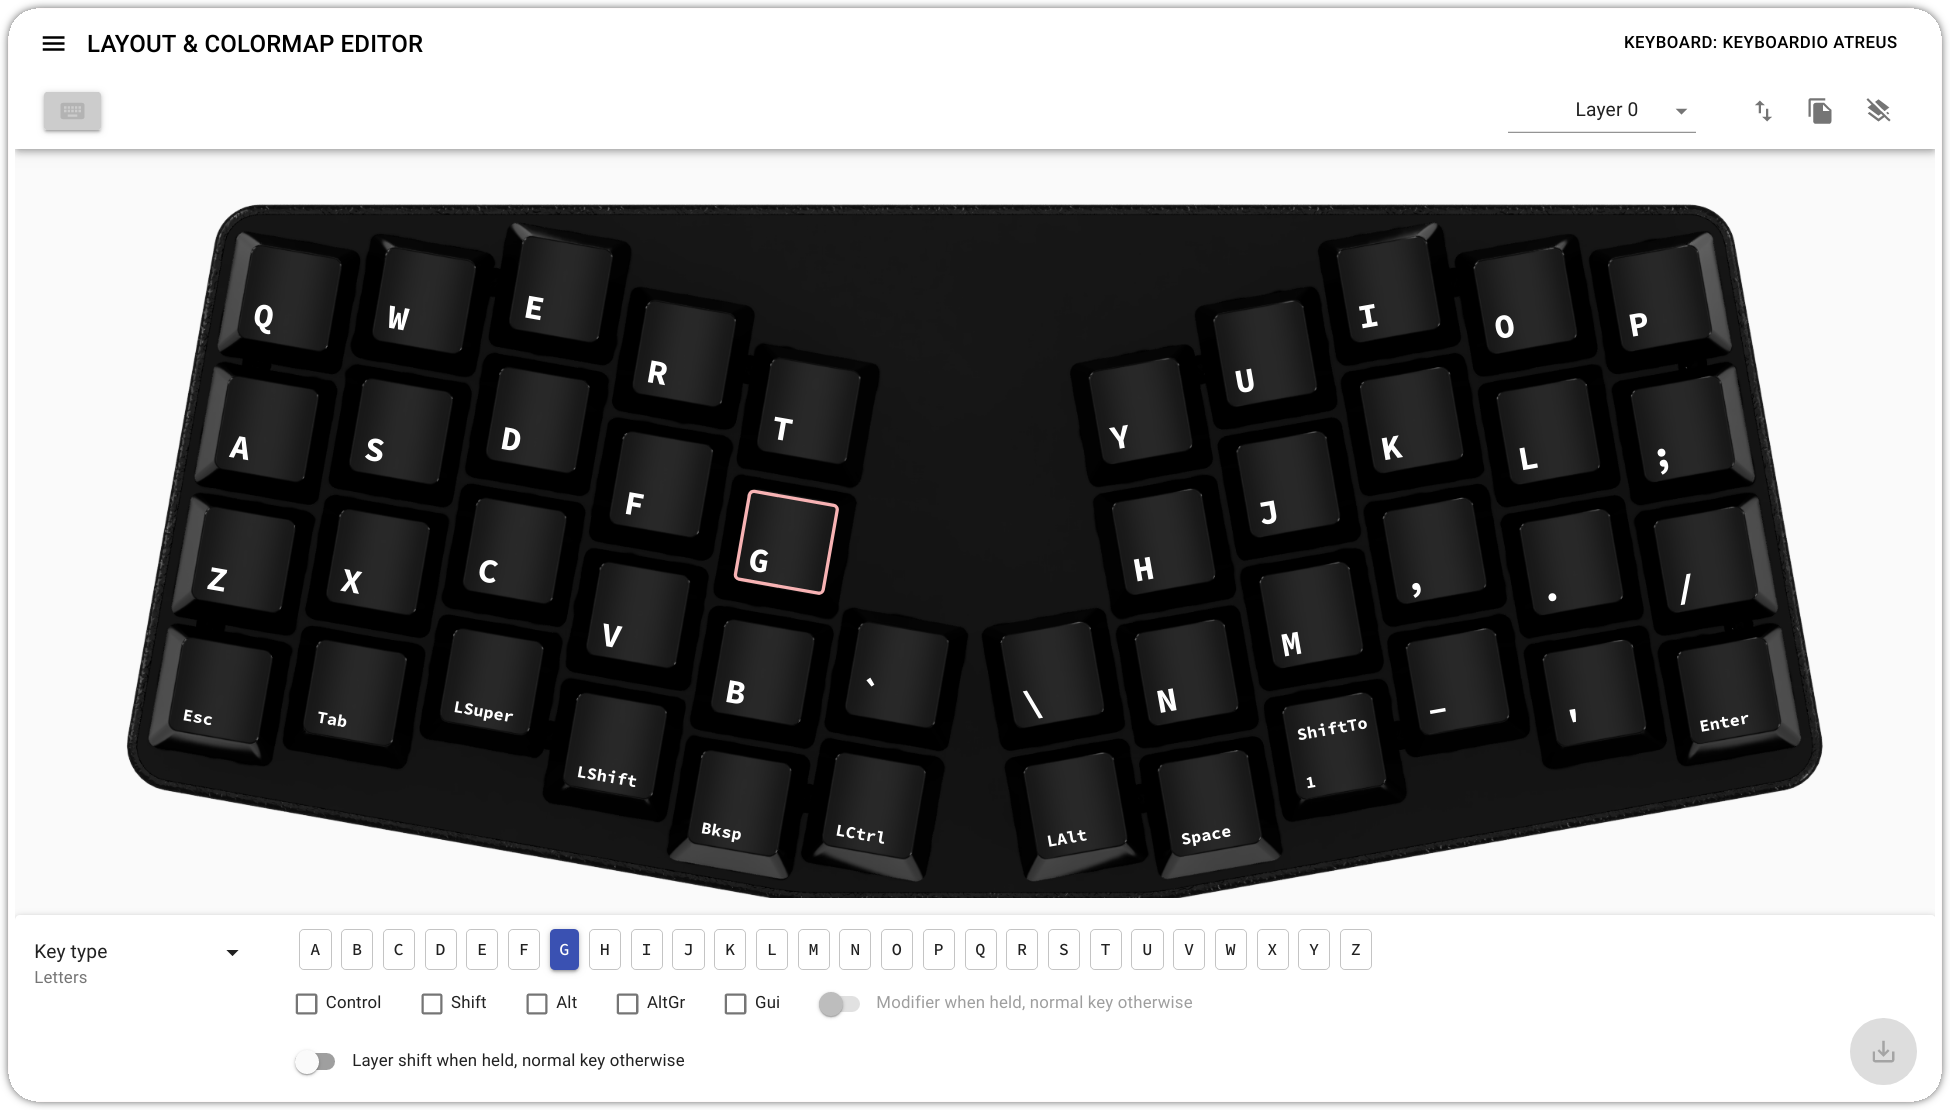 LAYOUT & COLORMAP EDITOR
KEYBOARD: KEYBOARDIO ATREUS
Layer 0
Q W E R T Y U I O P
A S D F G H J K L ;
Z X C V B ` \ N M , . /
Esc Tab LSuper LShift Bksp LCtrl LAlt Space ShiftTo 1 - ' Enter
Key type
Letters
A B C D E F G H I J K L M N O P Q R S T U V W X Y Z
Control Shift Alt AltGr Gui Modifier when held, normal key otherwise
Layer shift when held, normal key otherwise